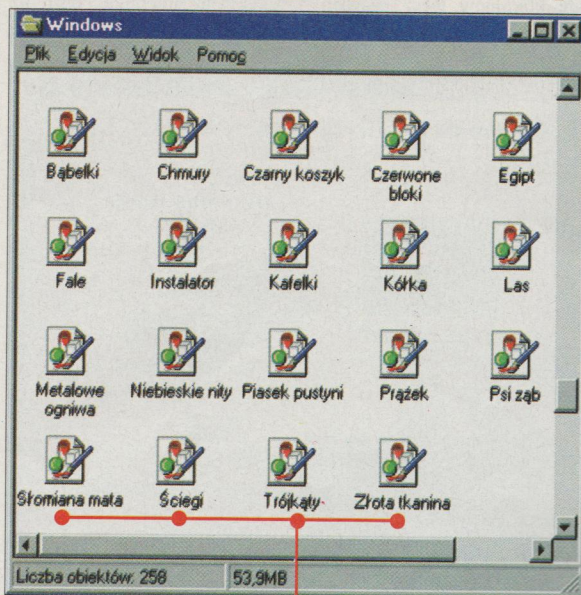 Windows
Plik Edycja Widok Pomoc
Bąbelki Chmury Czarny koszyk Czerwone bloki Egipt
Fale Instalator Kafelki Kółka Las
Metalowe ogniwa Niebieskie nity Piasek pustyni Prążek Psi ząb
Słomiana mata Ściegi Trójkąty Złota tkanina
Liczba obiektów: 258 53,9MB